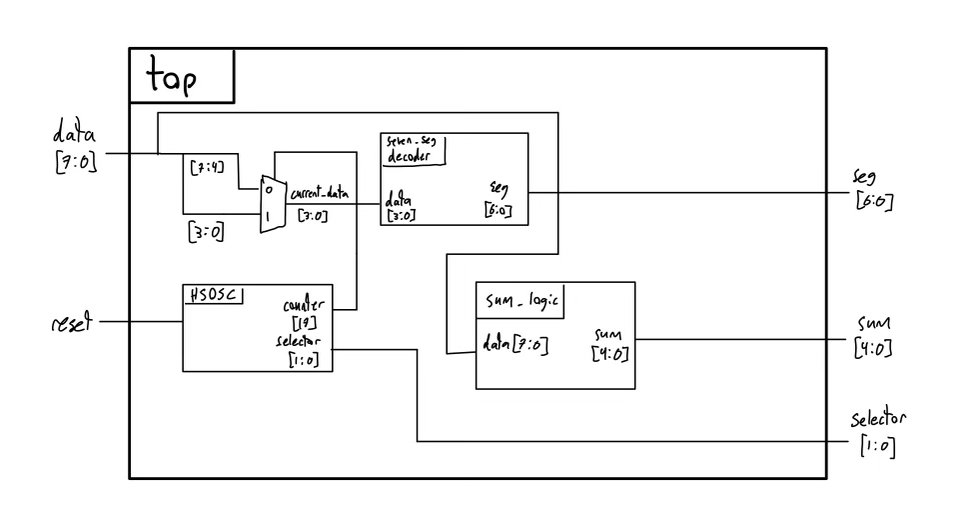 top
data
[7:0]
[7:4]
0
1
[3:0]
current_data
[3:0]
seven_seg
decoder
data
[3:0]
seg
[6:0]
seg
[6:0]
reset
HSOSC
counter
[19]
selector
[1:0]
sum_logic
data[7:0]
sum
[4:0]
sum
[4:0]
selector
[1:0]